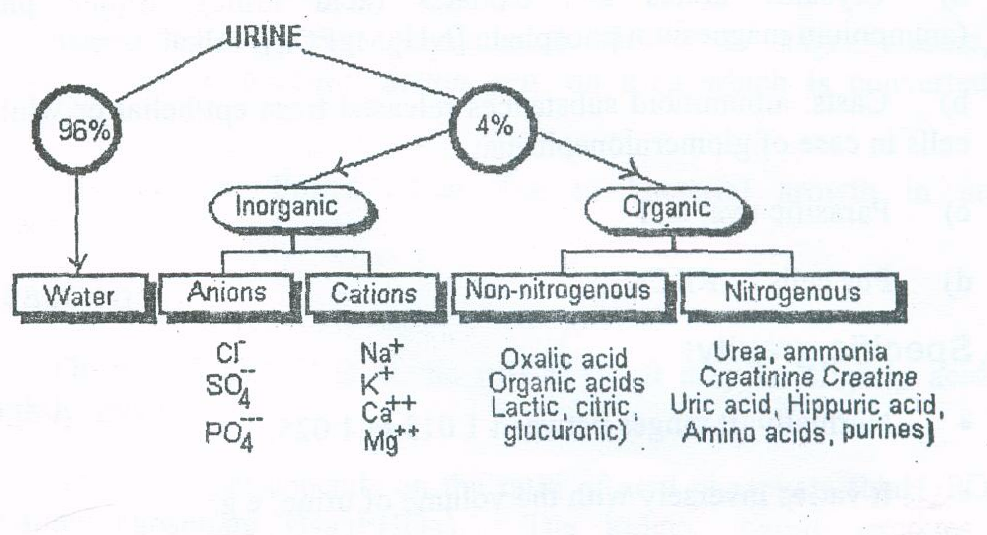 URINE
96%
4%
Inorganic
Organic
Water
Anions
Cations
Non-nitrogenous
Nitrogenous
Cl-
SO4--
PO4---
Na+
K+
Ca++
Mg++
Oxalic acid
Organic acids
Lactic, citric,
glucuronic)
Urea, ammonia
Creatinine Creatine
Uric acid, Hippuric acid,
Amino acids, purines)